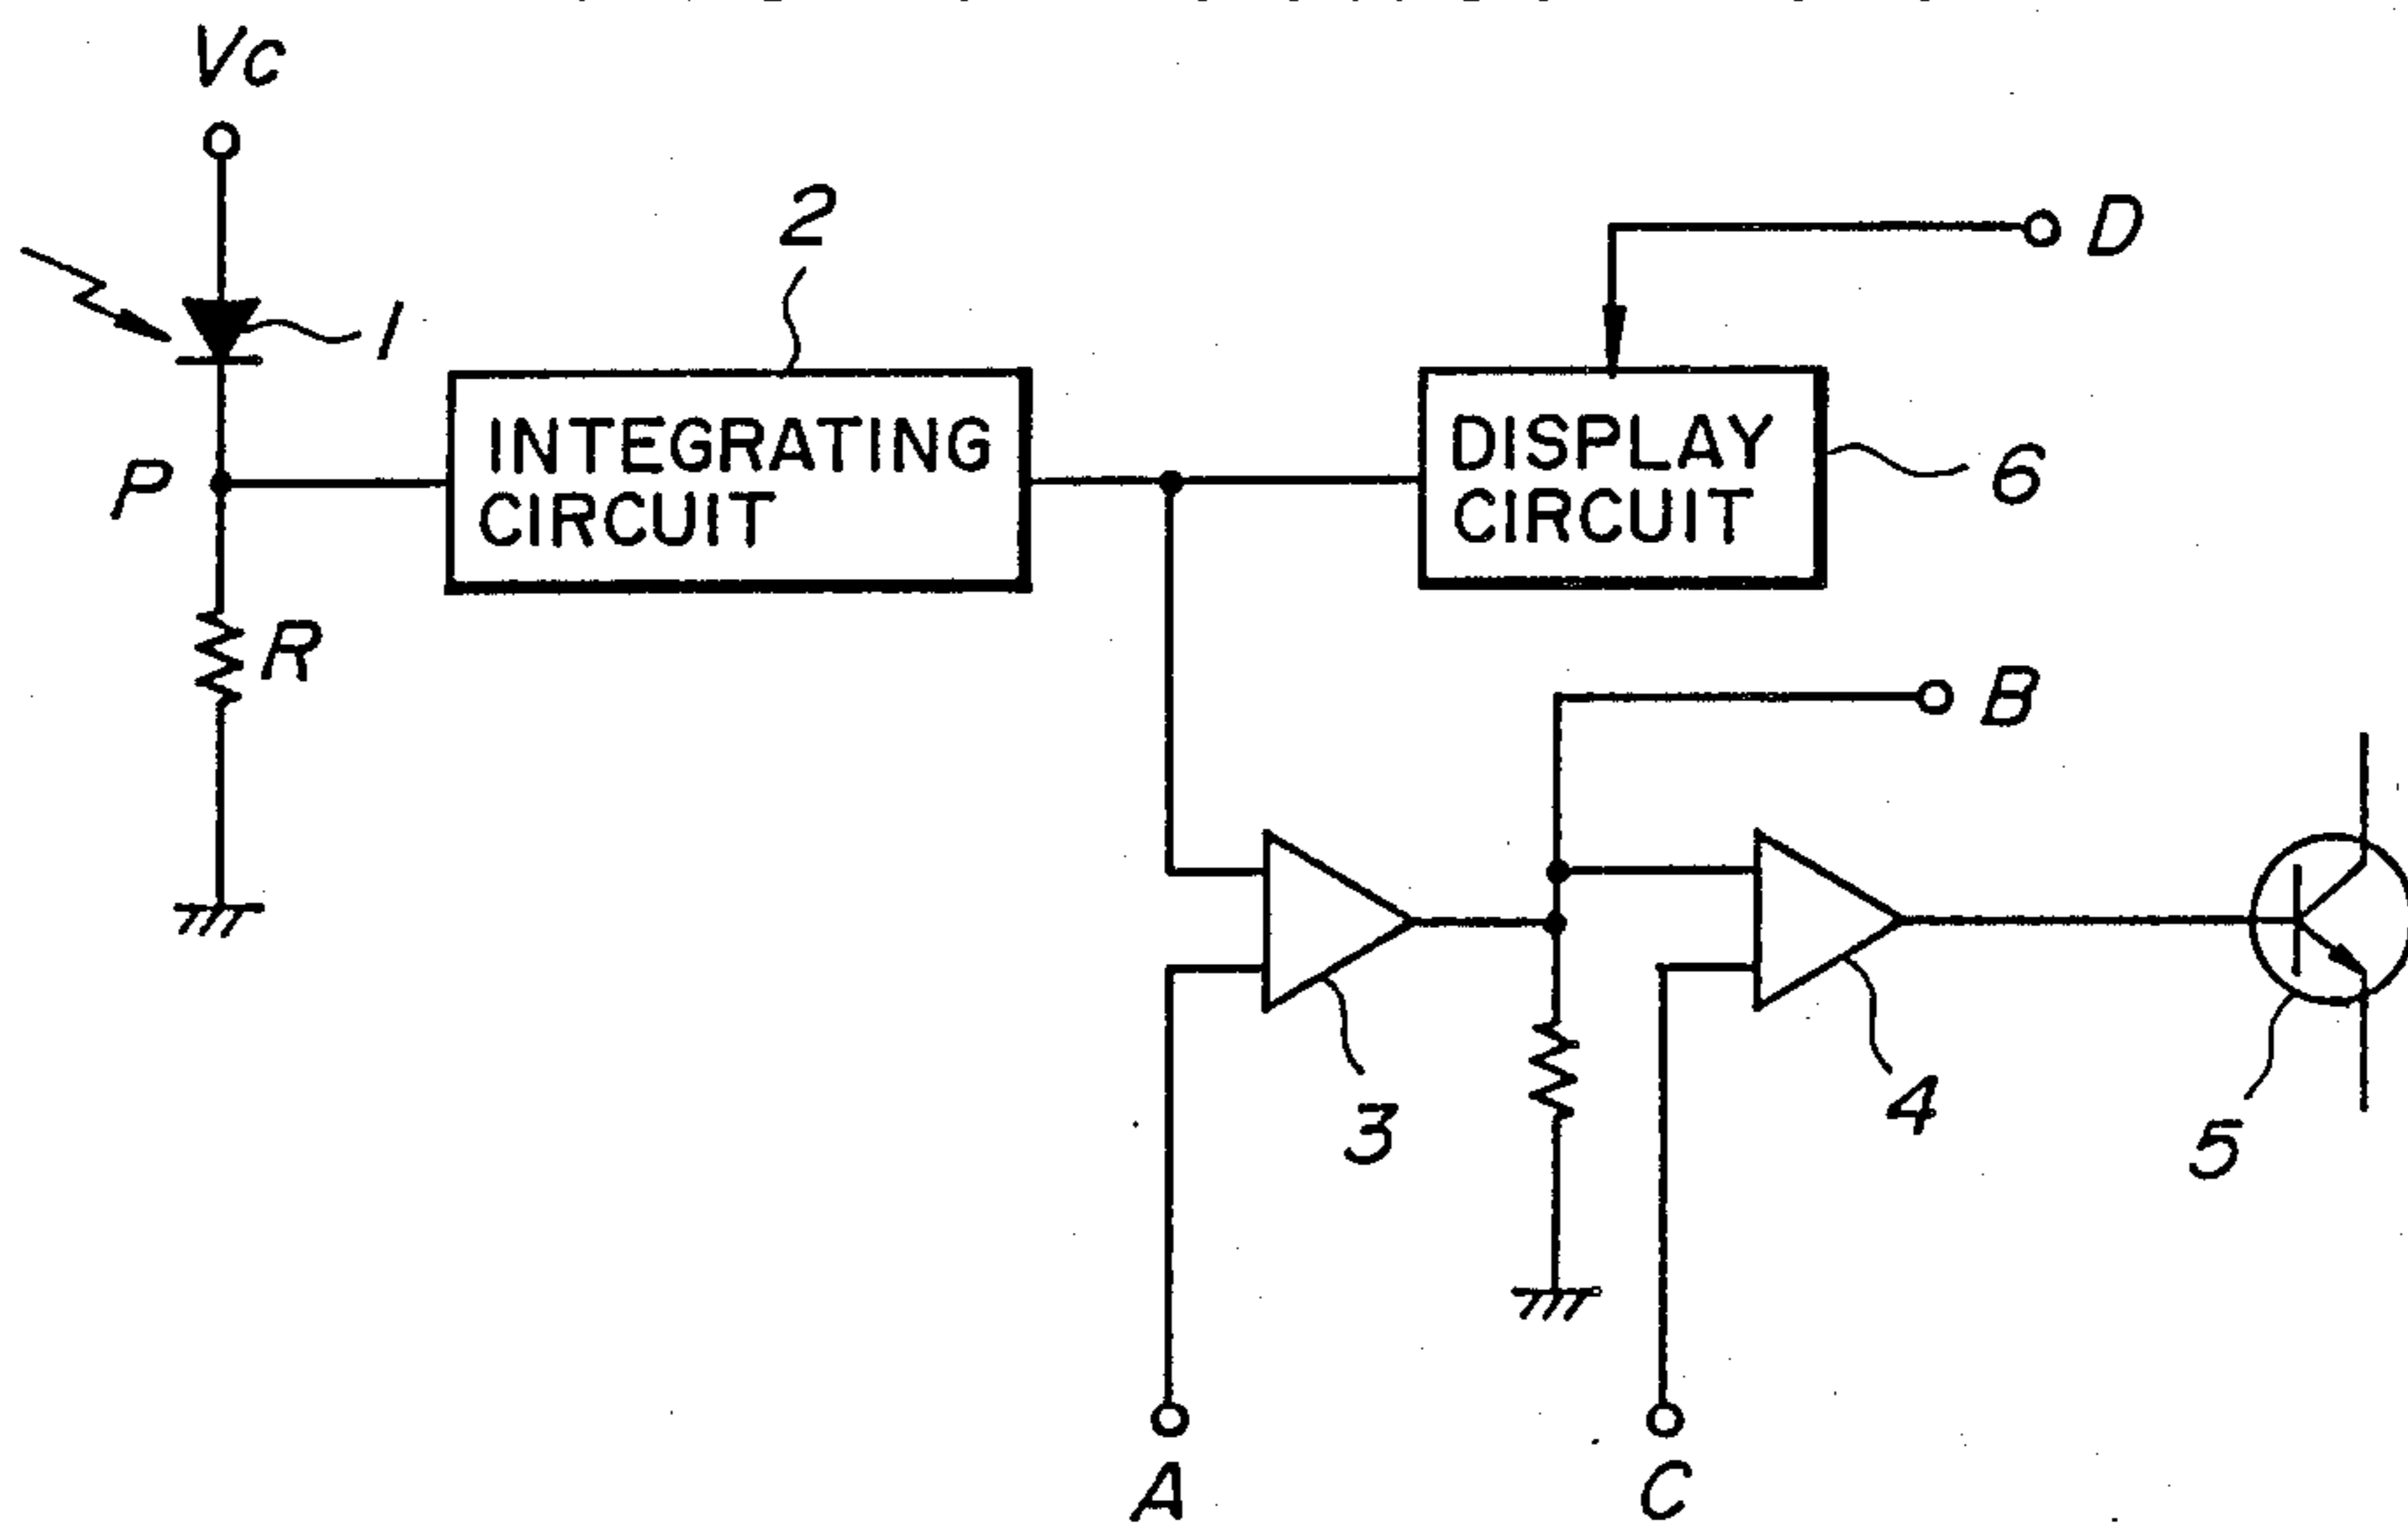 Vc
2
D
1
INTEGRATING
CIRCUIT
DISPLAY
CIRCUIT
6
P
R
B
3
4
5
A
C